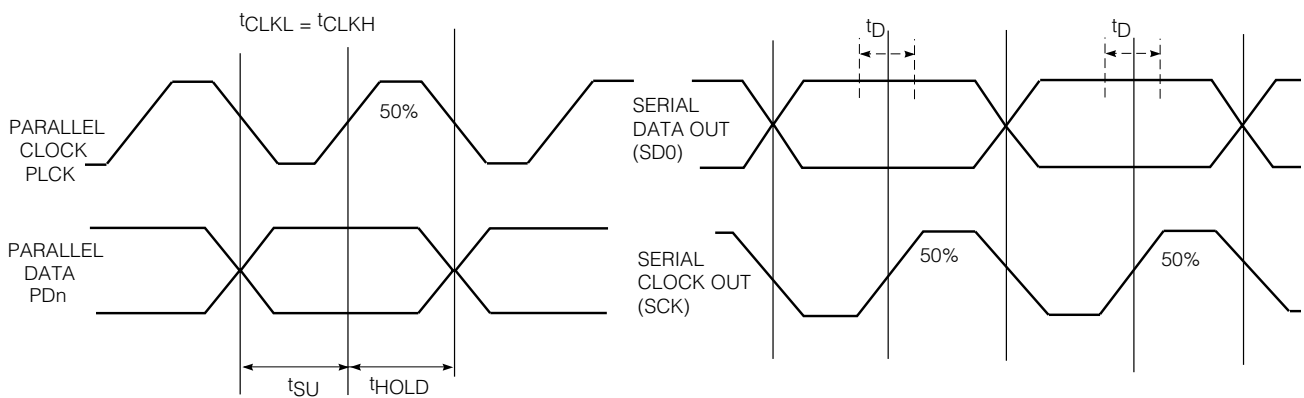 tCLKL = tCLKH
50%
PARALLEL
CLOCK
PLCK
PARALLEL
DATA
PDn
tSU
tHOLD
tD
tD
SERIAL
DATA OUT
(SD0)
SERIAL
CLOCK OUT
(SCK)
50%
50%